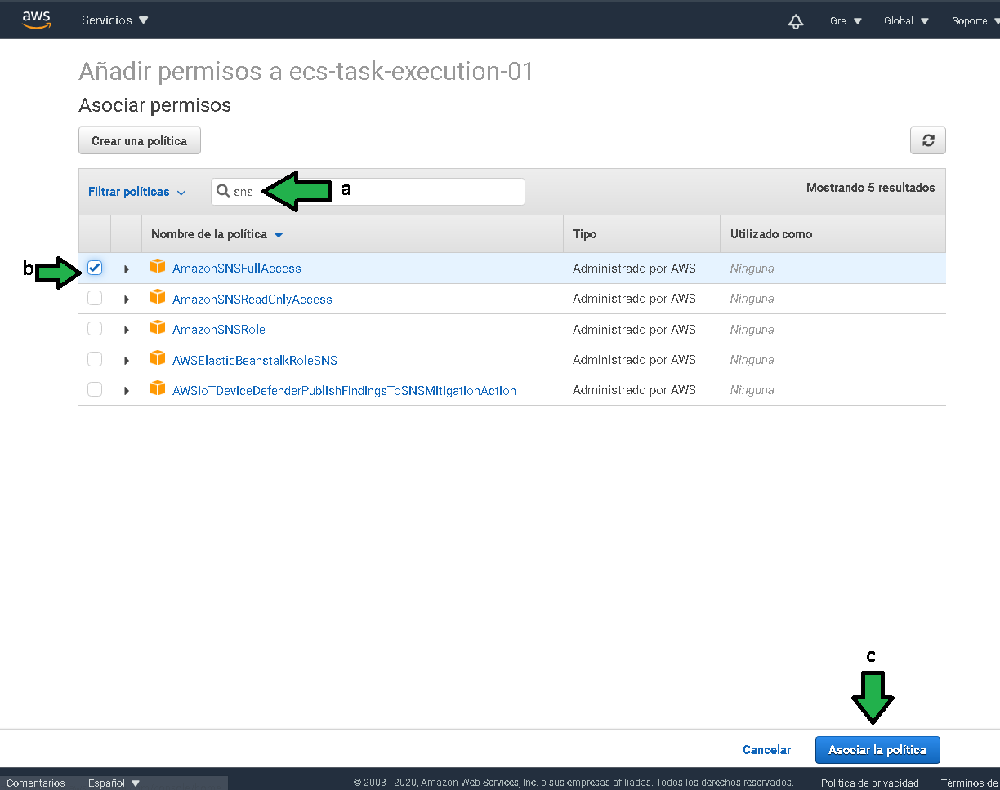 aws Servicios Gre Global Soporte
Añadir permisos a ecs-task-execution-01
Asociar permisos
Crear una política
Filtrar políticas sns a Mostrando 5 resultados
Nombre de la política Tipo Utilizado como
b AmazonSNSFullAccess Administrado por AWS Ninguna
AmazonSNSReadOnlyAccess Administrado por AWS Ninguna
AmazonSNSRole Administrado por AWS Ninguna
AWSElasticBeanstalkRoleSNS Administrado por AWS Ninguna
AWSIoTDeviceDefenderPublishFindingsToSNSMitigationAction Administrado por AWS Ninguna
c
Cancelar Asociar la política
Comentarios Español © 2008 - 2020, Amazon Web Services, Inc. o sus empresas afiliadas. Todos los derechos reservados. Política de privacidad Términos de